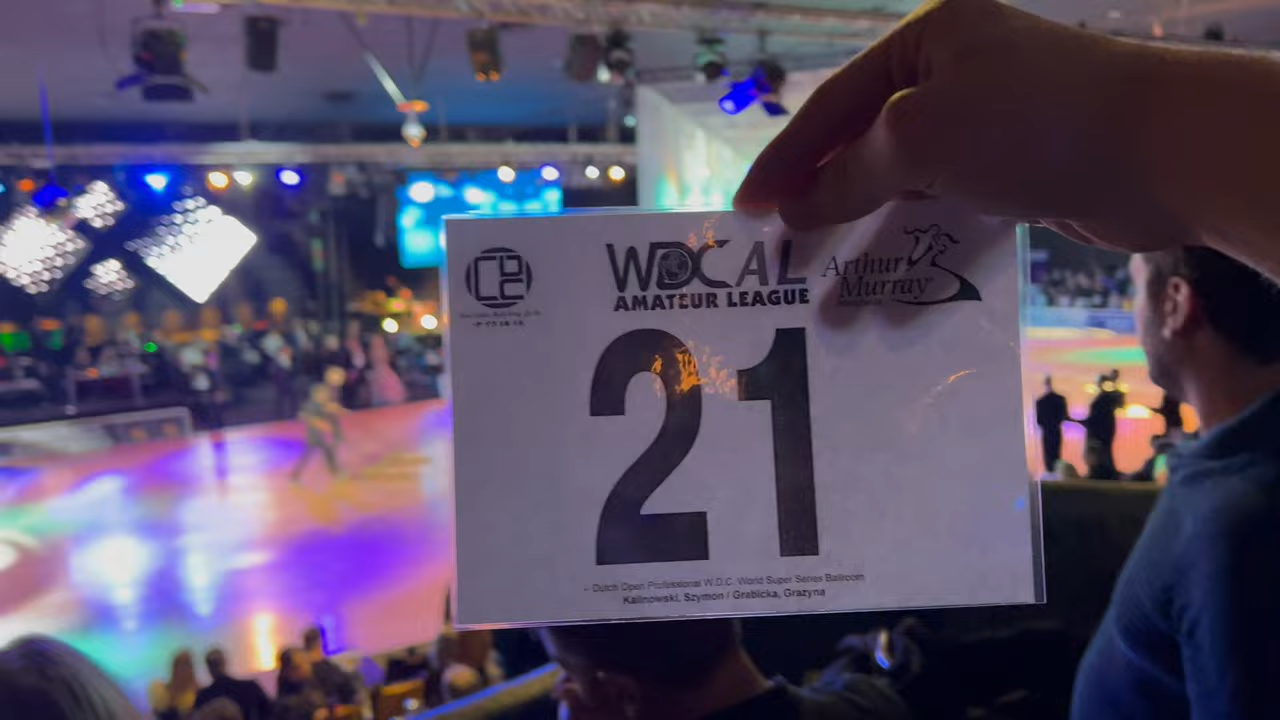 WDCAL
AMATEUR LEAGUE
Arthur
Murray
21
- Dutch Open Professional W.D.C. World Super Series Ballroom
Kalinowski, Szymon / Grabicka, Grazyna